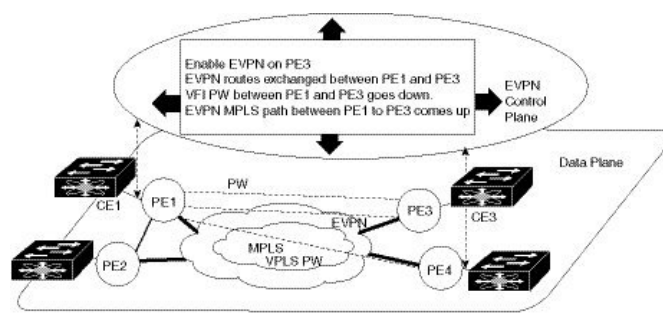 Enable EVPN on PE3
EVPN routes exchanged between PE1 and PE3
VFI PW between PE1 and PE3 goes down.
EVPN MPLS path between PE1 to PE3 comes up
EVPN
Control
Plane
Data Plane
PW
CE1
PE1
PE3
CE3
EVPN
MPLS
VPLS PW
PE2
PE4